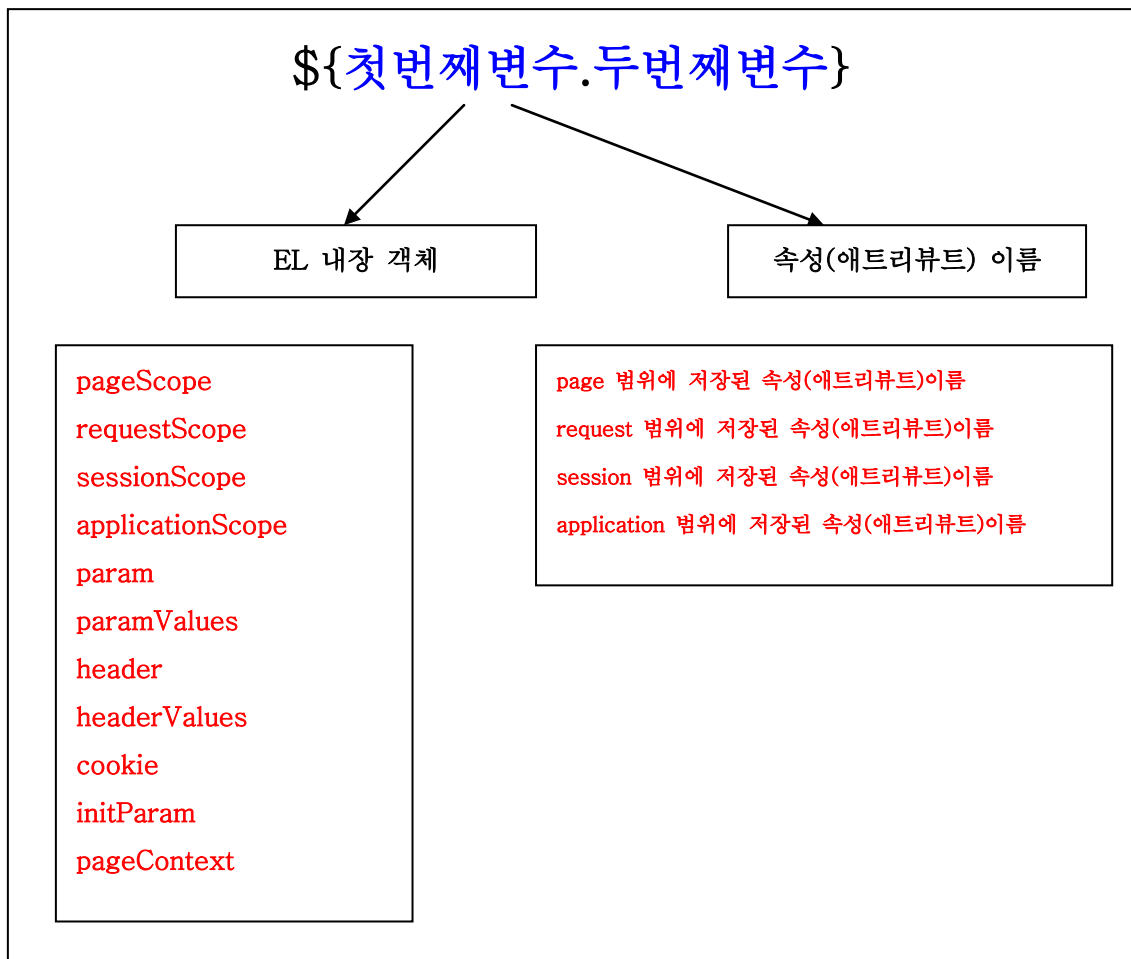 ${첫번째변수.두번째변수}
EL 내장 객체
속성(애트리뷰트) 이름
pageScope
requestScope
sessionScope
applicationScope
param
paramValues
header
headerValues
cookie
initParam
pageContext
page 범위에 저장된 속성(애트리뷰트)이름
request 범위에 저장된 속성(애트리뷰트)이름
session 범위에 저장된 속성(애트리뷰트)이름
application 범위에 저장된 속성(애트리뷰트)이름